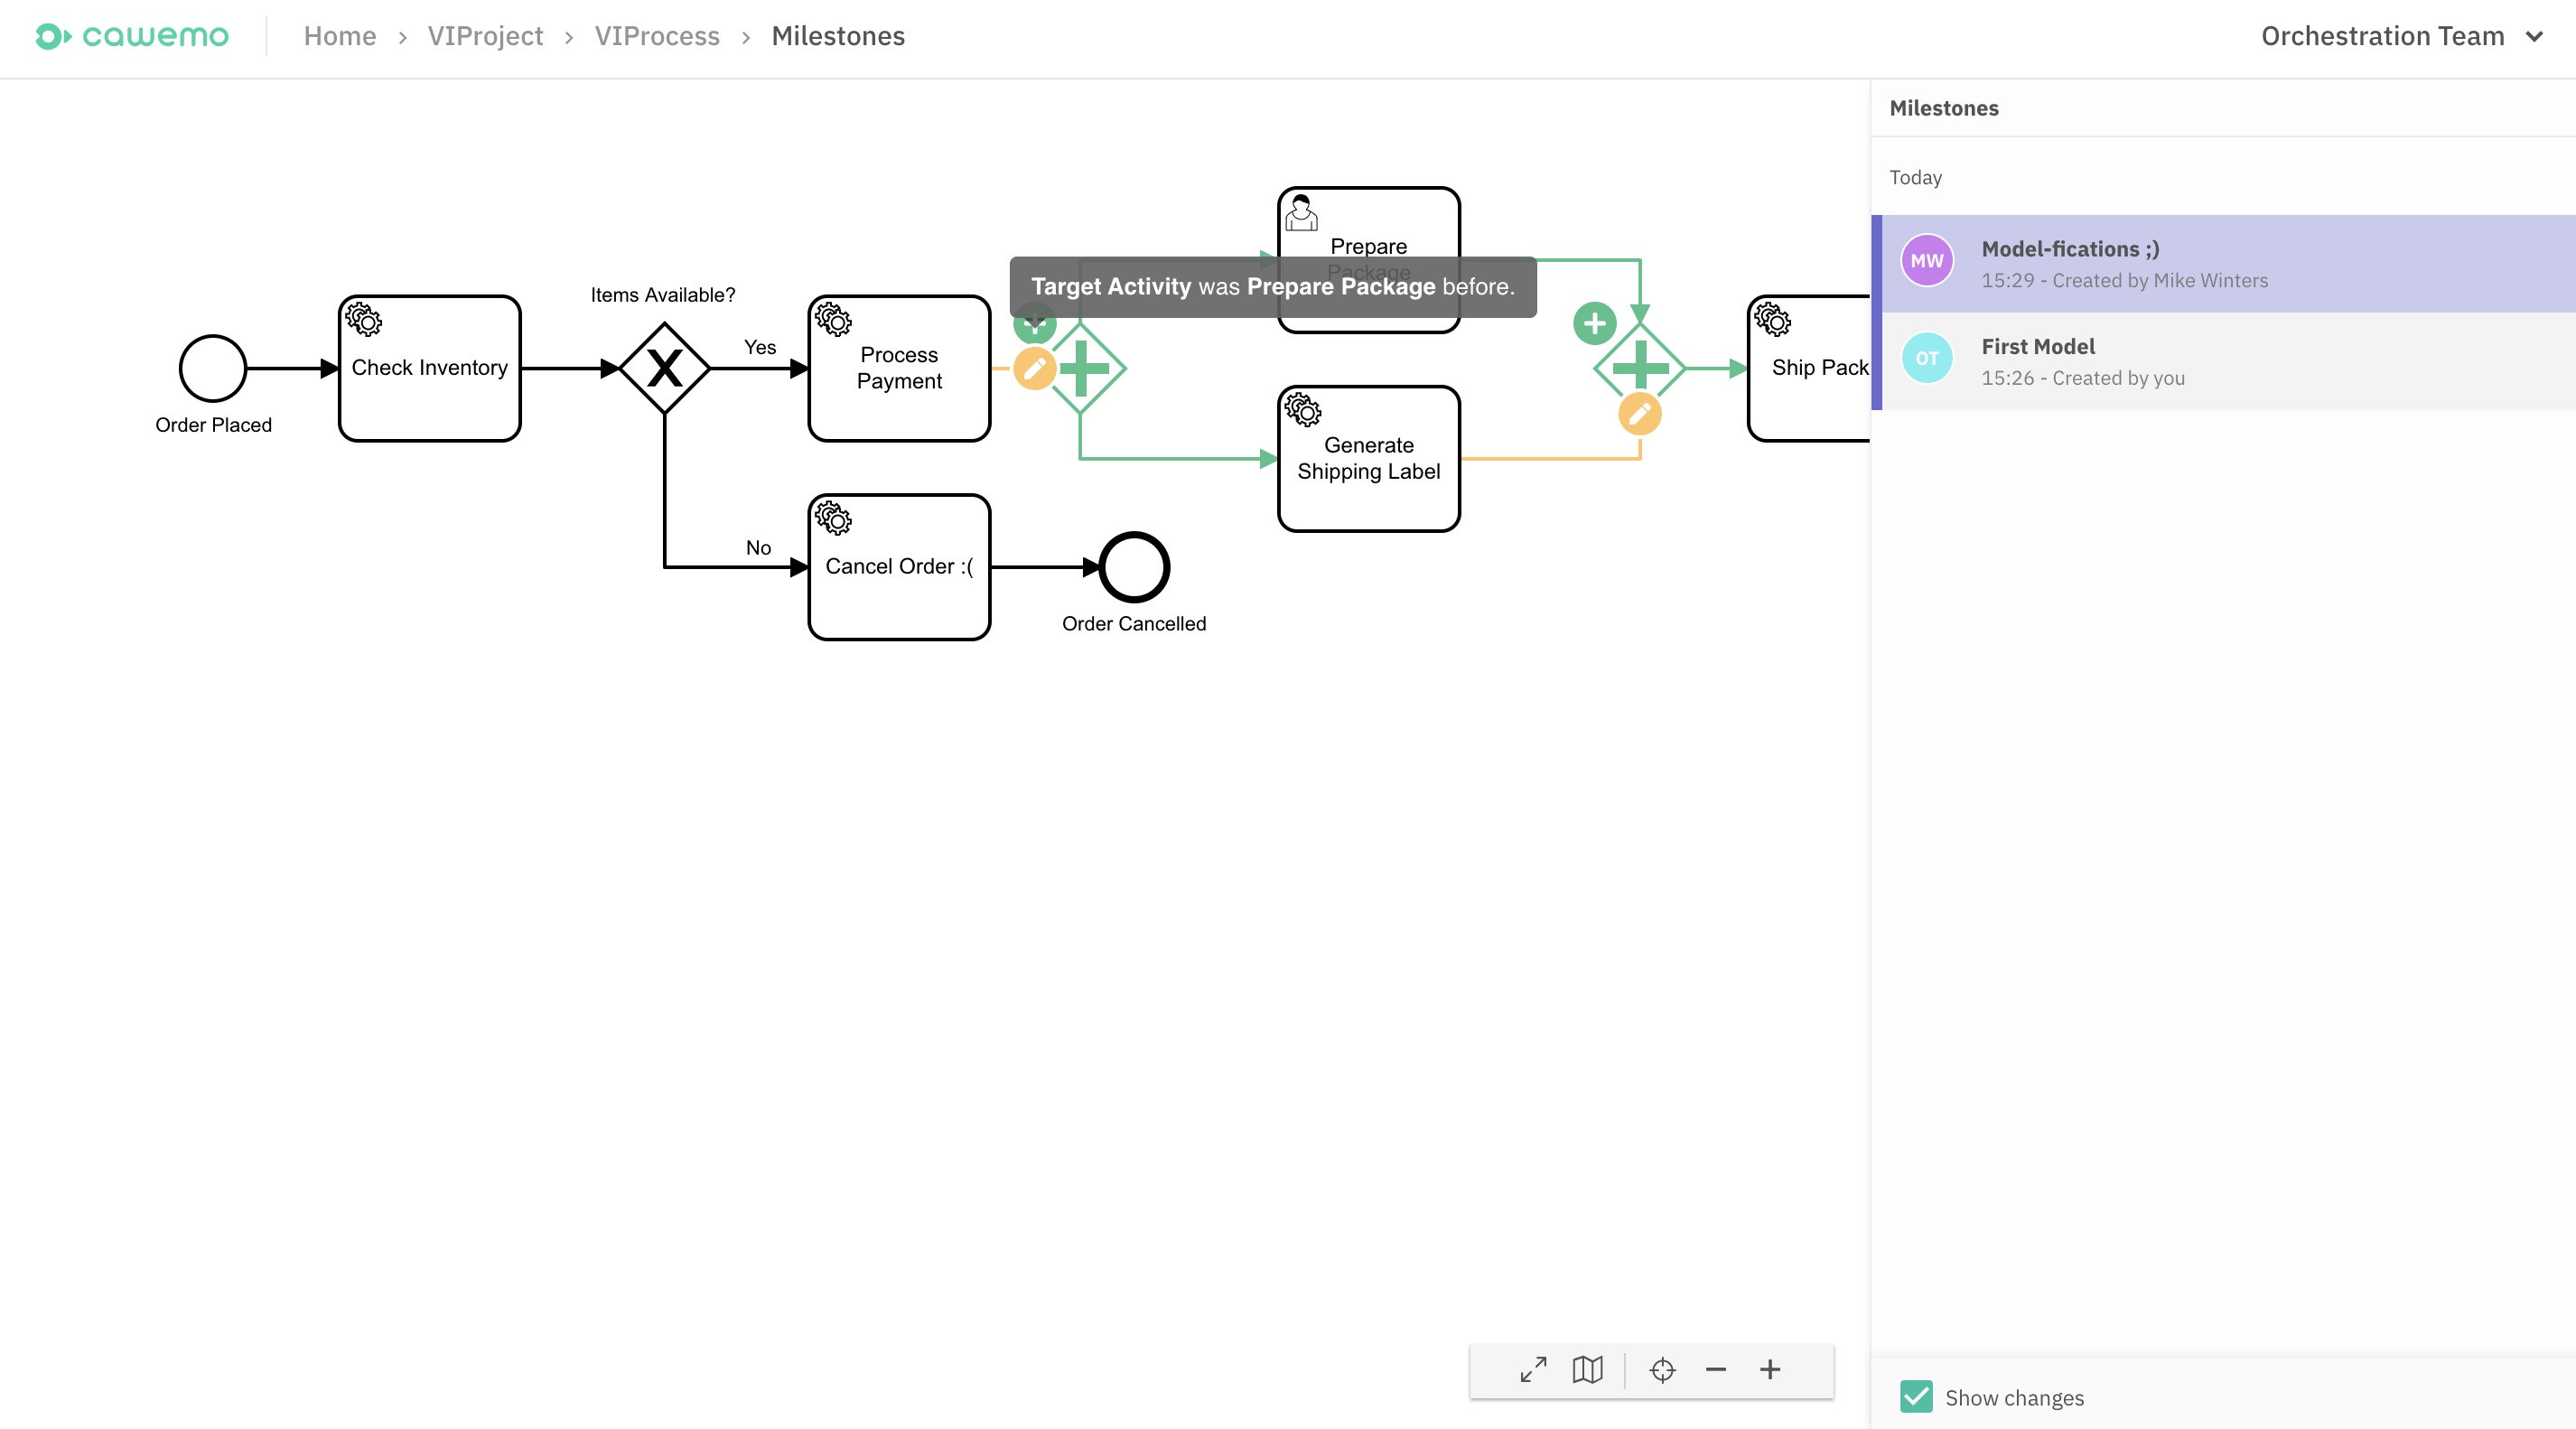 cawemo
Home > VIProject > VIProcess > Milestones
Orchestration Team
Milestones
Today
MW
Model-fications ;)
15:29 - Created by Mike Winters
OT
First Model
15:26 - Created by you
Prepare
Package
Target Activity was Prepare Package before.
Items Available?
Order Placed
Check Inventory
X
Yes
Process
Payment
Generate
Shipping Label
Ship Pack
No
Cancel Order :(
Order Cancelled
Show changes